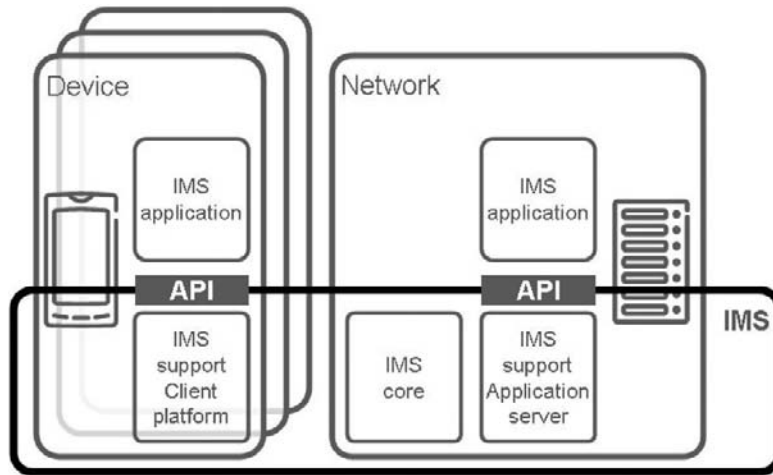 Device
Network
IMS
application
IMS
application
API
API
IMS
IMS
support
Client
platform
IMS
core
IMS
support
Application
server